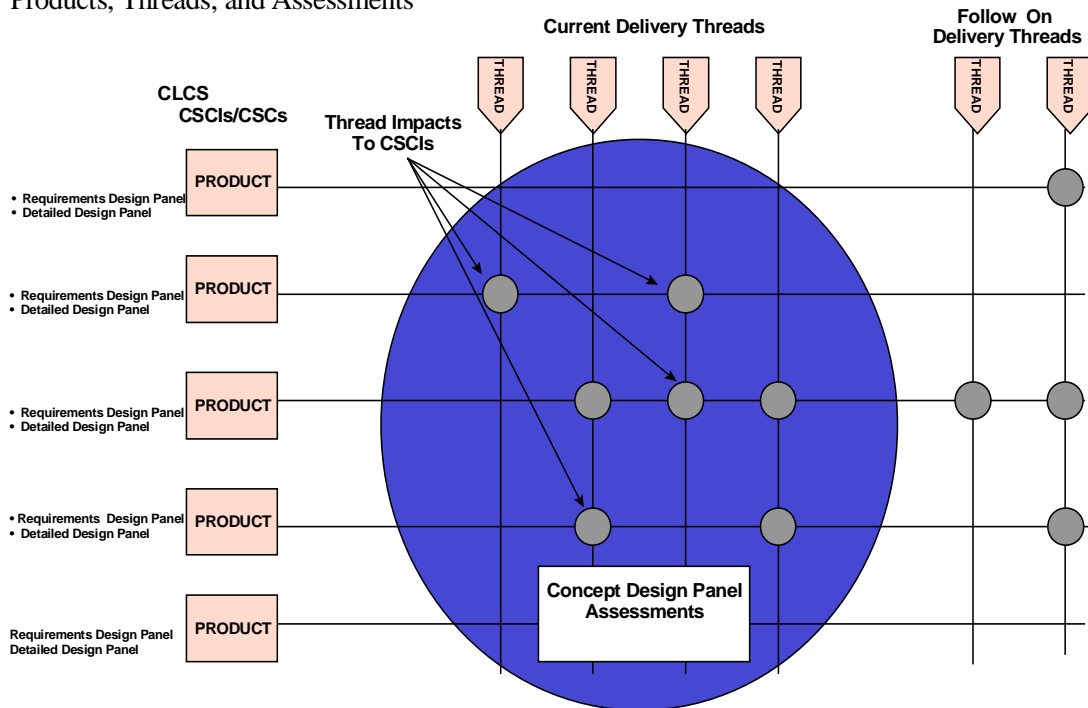 Products, Threads, and Assessments
Current Delivery Threads
Follow On
Delivery Threads
THREAD
THREAD
THREAD
THREAD
THREAD
THREAD
CLCS
CSCIs/CSCs
Thread Impacts
To CSCIs
PRODUCT
• Requirements Design Panel
• Detailed Design Panel
PRODUCT
• Requirements Design Panel
• Detailed Design Panel
PRODUCT
• Requirements Design Panel
• Detailed Design Panel
PRODUCT
• Requirements Design Panel
• Detailed Design Panel
Concept Design Panel
Assessments
PRODUCT
Requirements Design Panel
Detailed Design Panel